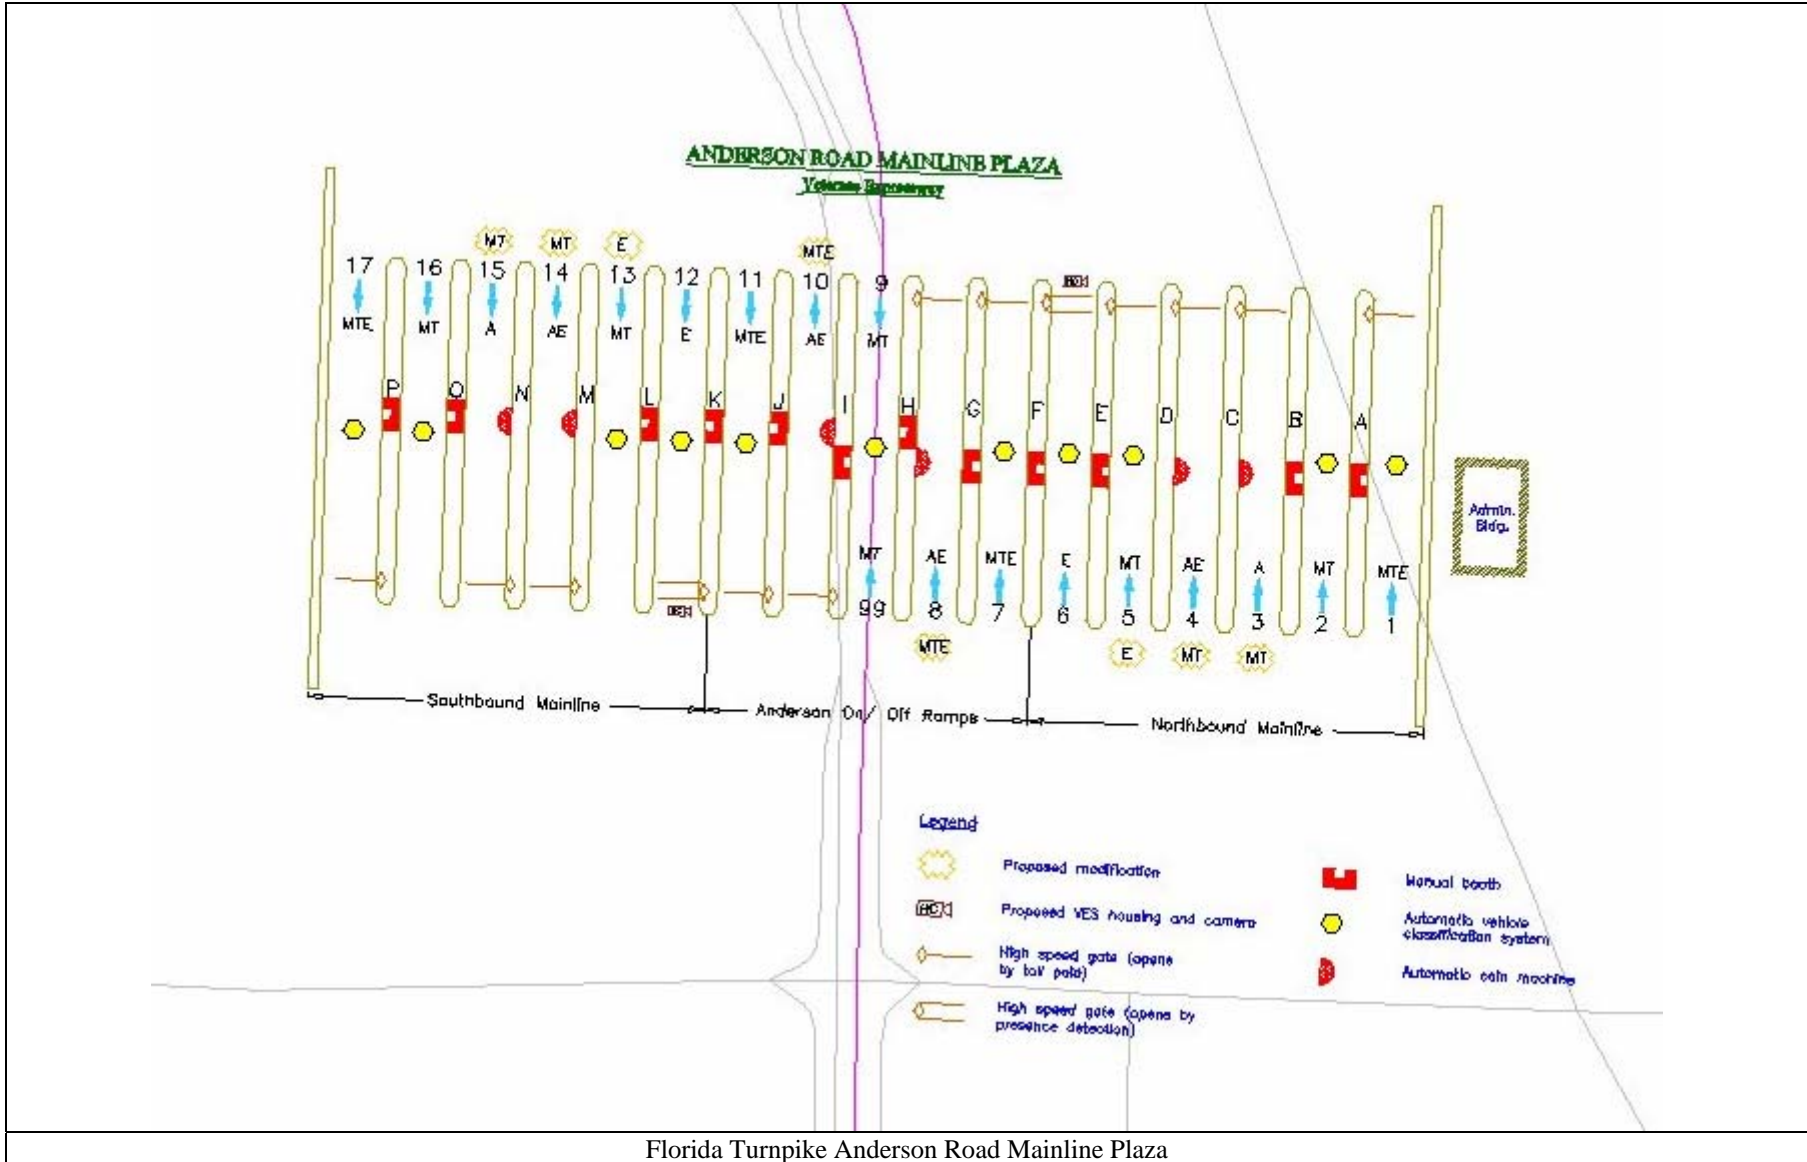 ANDERSON ROAD MAINLINE PLAZA
Veterans Expressway
MT MT E MTE
17 16 15 14 13 12 11 10 9
MTE MT A AE MT E MTE AE MT
P O N M L K J I H G F E D C B A
Admin.
Bldg.
MT AE MTE E MT AE A MT MTE
99 8 7 6 5 4 3 2 1
MTE E MT MT
Southbound Mainline
Anderson On/ Off Ramps
Northbound Mainline
Legend
Proposed modification
Proposed VES housing and camera
High speed gate (opens
by toll paid)
High speed gate (opens by
presence detection)
Manual booth
Automatic vehicle
classification system
Automatic coin machine
Florida Turnpike Anderson Road Mainline Plaza